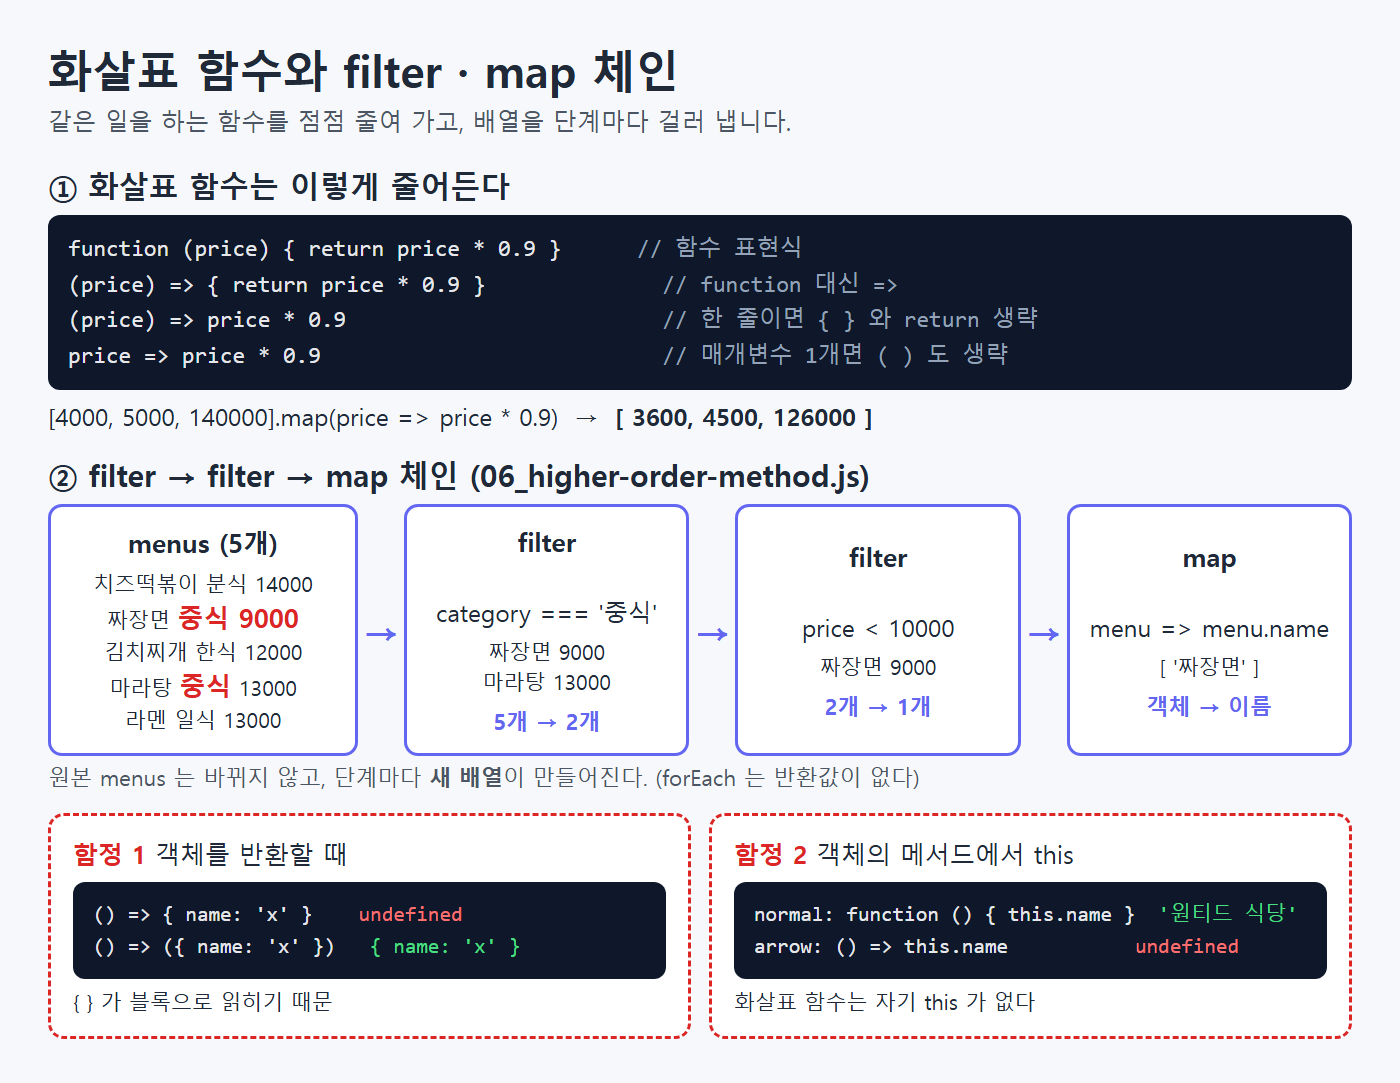 화살표 함수와 filter · map 체인
같은 일을 하는 함수를 점점 줄여 가고, 배열을 단계마다 걸러 냅니다.
① 화살표 함수는 이렇게 줄어든다
function (price) { return price * 0.9 } // 함수 표현식
(price) => { return price * 0.9 } // function 대신 =>
(price) => price * 0.9 // 한 줄이면 { } 와 return 생략
price => price * 0.9 // 매개변수 1개면 ( ) 도 생략
[4000, 5000, 140000].map(price => price * 0.9) → [ 3600, 4500, 126000 ]
② filter → filter → map 체인 (06_higher-order-method.js)
menus (5개)
치즈떡볶이 분식 14000
짜장면 중식 9000
김치찌개 한식 12000
마라탕 중식 13000
라멘 일식 13000
→
filter
category === '중식'
짜장면 9000
마라탕 13000
5개 → 2개
→
filter
price < 10000
짜장면 9000
2개 → 1개
→
map
menu => menu.name
[ '짜장면' ]
객체 → 이름
원본 menus 는 바뀌지 않고, 단계마다 새 배열이 만들어진다. (forEach 는 반환값이 없다)
함정 1 객체를 반환할 때
() => { name: 'x' } undefined
() => ({ name: 'x' }) { name: 'x' }
{ } 가 블록으로 읽히기 때문
함정 2 객체의 메서드에서 this
normal: function () { this.name } '원티드 식당'
arrow: () => this.name undefined
화살표 함수는 자기 this 가 없다